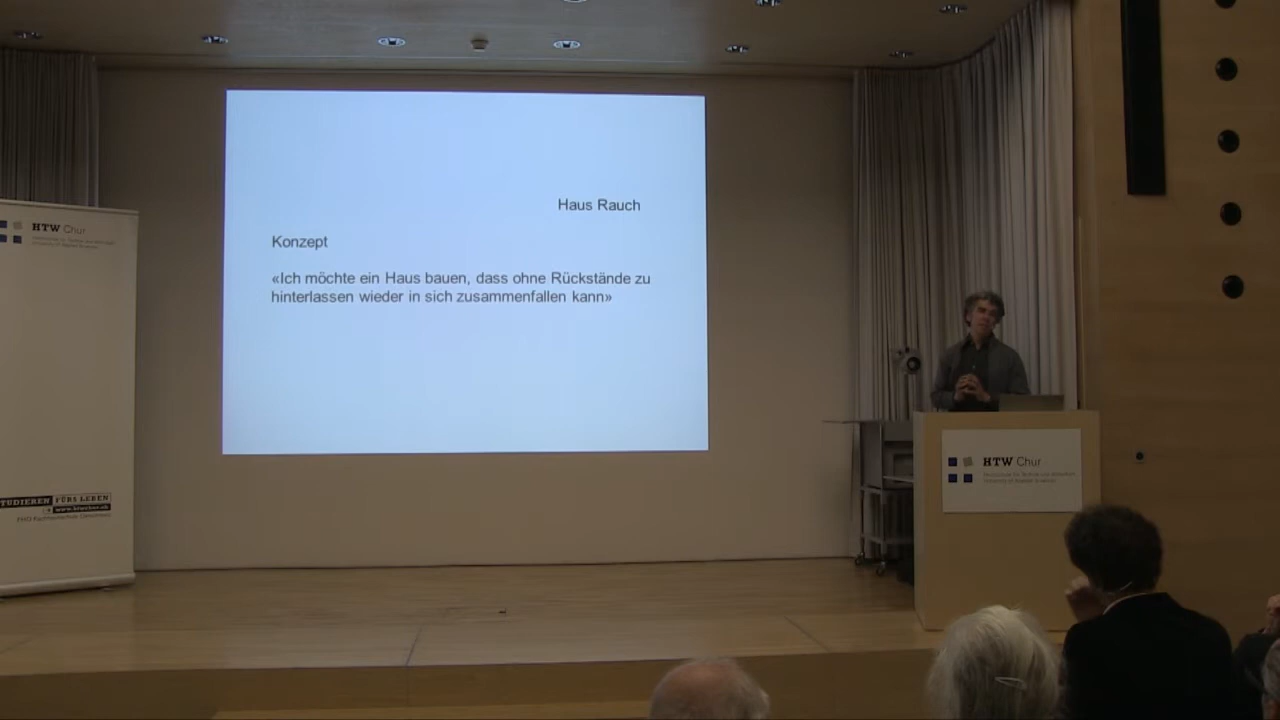 Haus Rauch
Konzept
«Ich möchte ein Haus bauen, dass ohne Rückstände zu
hinterlassen wieder in sich zusammenfallen kann»
HTW Chur
STUDIEREN FÜRS LEBEN
HTW Chur